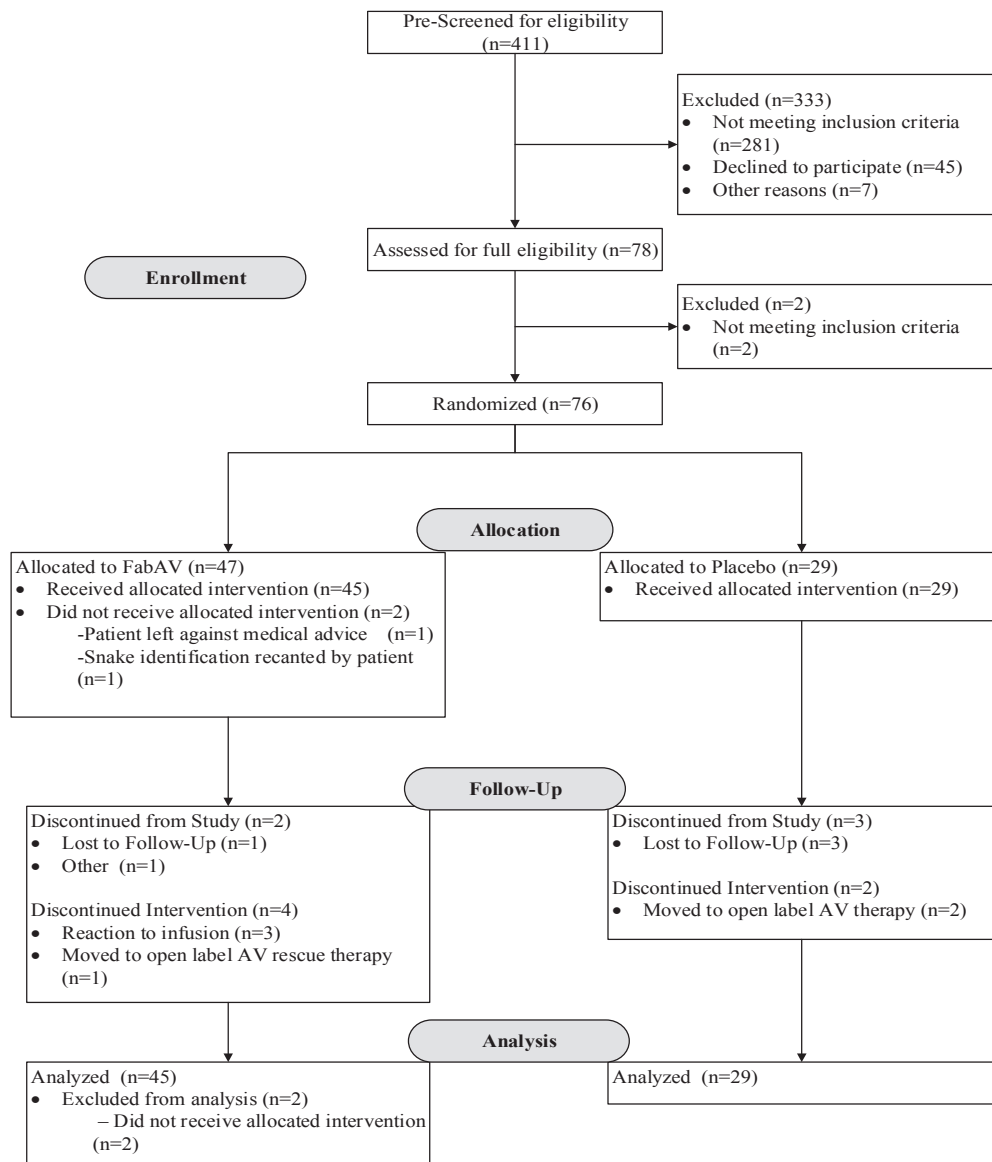 Pre-Screened for eligibility
(n=411)
Excluded (n=333)
• Not meeting inclusion criteria
(n=281)
• Declined to participate (n=45)
• Other reasons (n=7)
Assessed for full eligibility (n=78)
Enrollment
Excluded (n=2)
• Not meeting inclusion criteria
(n=2)
Randomized (n=76)
Allocation
Allocated to FabAV (n=47)
• Received allocated intervention (n=45)
• Did not receive allocated intervention (n=2)
-Patient left against medical advice (n=1)
-Snake identification recanted by patient
(n=1)
Allocated to Placebo (n=29)
• Received allocated intervention (n=29)
Follow-Up
Discontinued from Study (n=2)
• Lost to Follow-Up (n=1)
• Other (n=1)
Discontinued Intervention (n=4)
• Reaction to infusion (n=3)
• Moved to open label AV rescue therapy
(n=1)
Discontinued from Study (n=3)
• Lost to Follow-Up (n=3)
Discontinued Intervention (n=2)
• Moved to open label AV therapy (n=2)
Analysis
Analyzed (n=45)
• Excluded from analysis (n=2)
– Did not receive allocated intervention
(n=2)
Analyzed (n=29)